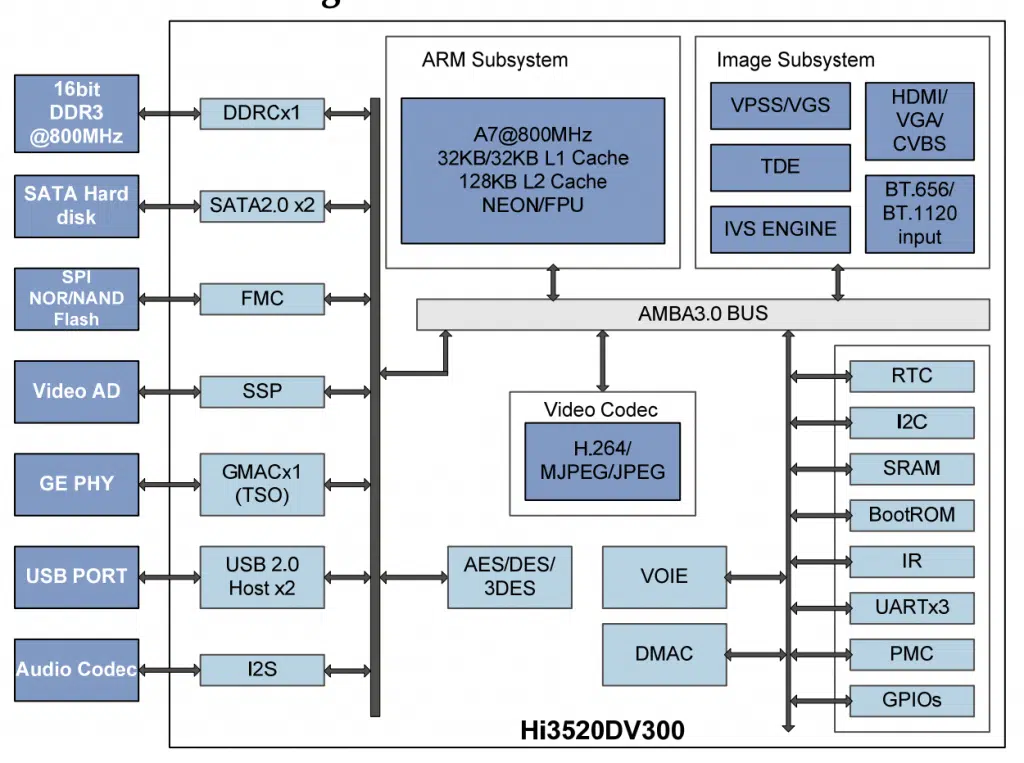 16bit
DDR3
@800MHz
DDRCx1
SATA Hard
disk
SATA2.0 x2
SPI
NOR/NAND
Flash
FMC
Video AD
SSP
GE PHY
GMACx1
(TSO)
USB PORT
USB 2.0
Host x2
Audio Codec
I2S
ARM Subsystem
A7@800MHz
32KB/32KB L1 Cache
128KB L2 Cache
NEON/FPU
Image Subsystem
VPSS/VGS
TDE
IVS ENGINE
HDMI/
VGA/
CVBS
BT.656/
BT.1120
input
AMBA3.0 BUS
Video Codec
H.264/
MJPEG/JPEG
AES/DES/
3DES
VOIE
DMAC
RTC
I2C
SRAM
BootROM
IR
UARTx3
PMC
GPIOs
Hi3520DV300